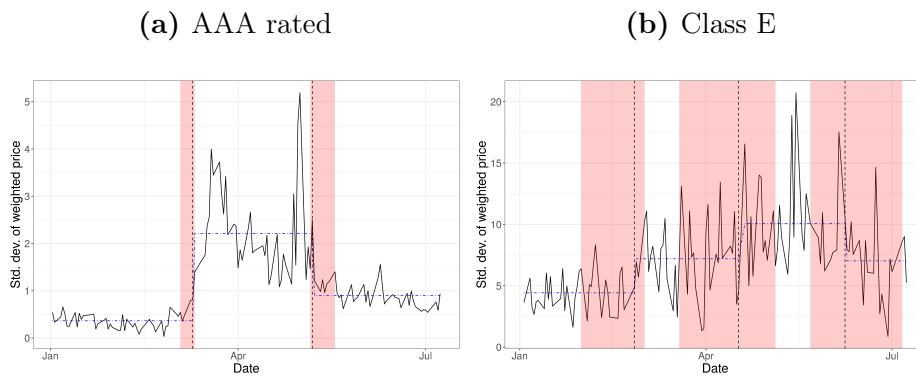 (a) AAA rated
(b) Class E
Std. dev. of weighted price
5
4
3
2
1
0
Jan
Apr
Jul
Date
Std. dev. of weighted price
20
15
10
5
0
Jan
Apr
Jul
Date